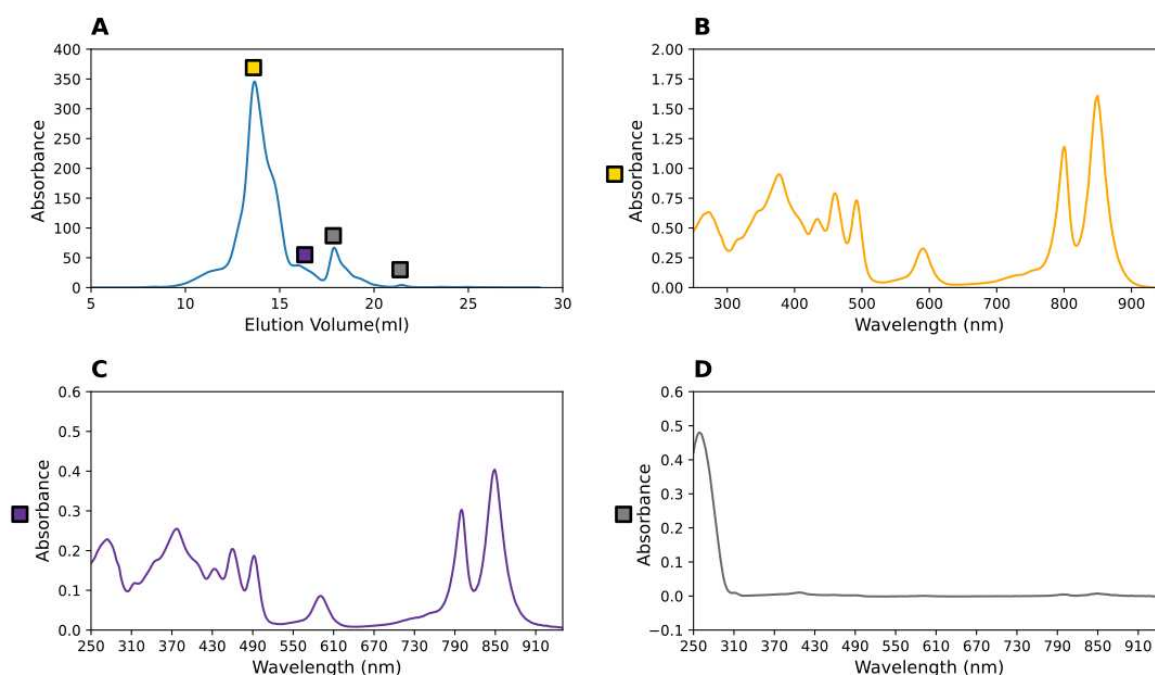 A
Absorbance
400
350
300
250
200
150
100
50
0
5 10 15 20 25 30
Elution Volume(ml)
B
Absorbance
2.00
1.75
1.50
1.25
1.00
0.75
0.50
0.25
0.00
300 400 500 600 700 800 900
Wavelength (nm)
C
Absorbance
0.6
0.5
0.4
0.3
0.2
0.1
0.0
250 310 370 430 490 550 610 670 730 790 850 910
Wavelength (nm)
D
Absorbance
0.6
0.5
0.4
0.3
0.2
0.1
0.0
−0.1
250 310 370 430 490 550 610 670 730 790 850 910
Wavelength (nm)